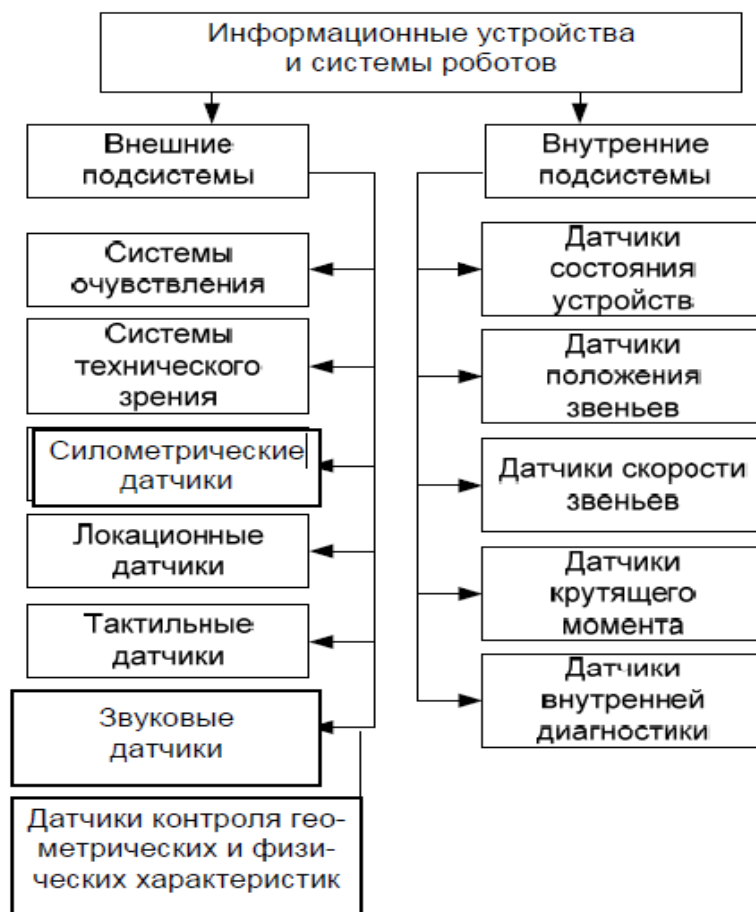 Информационные устройства
и системы роботов
Внешние
подсистемы
Системы
очувствления
Системы
технического
зрения
Силометрические
датчики
Локационные
датчики
Тактильные
датчики
Звуковые
датчики
Датчики контроля гео-
метрических и физи-
ческих характеристик
Внутренние
подсистемы
Датчики
состояния
устройств
Датчики
положения
звеньев
Датчики скорости
звеньев
Датчики
крутящего
момента
Датчики
внутренней
диагностики